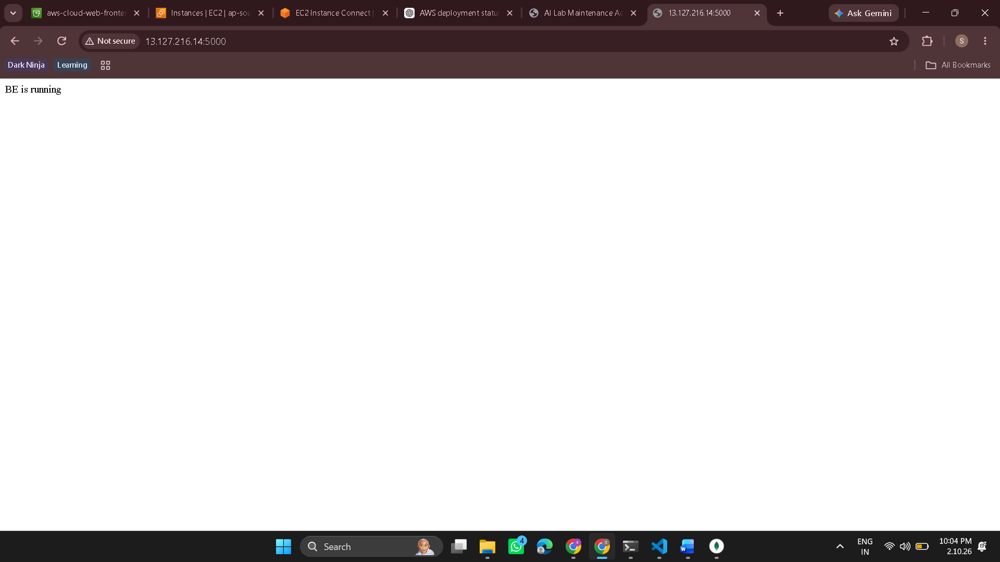 aws-cloud-web-fronte
Instances | EC2 | ap-sou
EC2 Instance Connect |
AWS deployment statu
AI Lab Maintenance Ac
13.127.216.14:5000
Ask Gemini
Not secure
13.127.216.14:5000
S
Dark Ninja
Learning
All Bookmarks
BE is running
Search
4
S
S
W
ENG
IN
10:04 PM
2.10.26